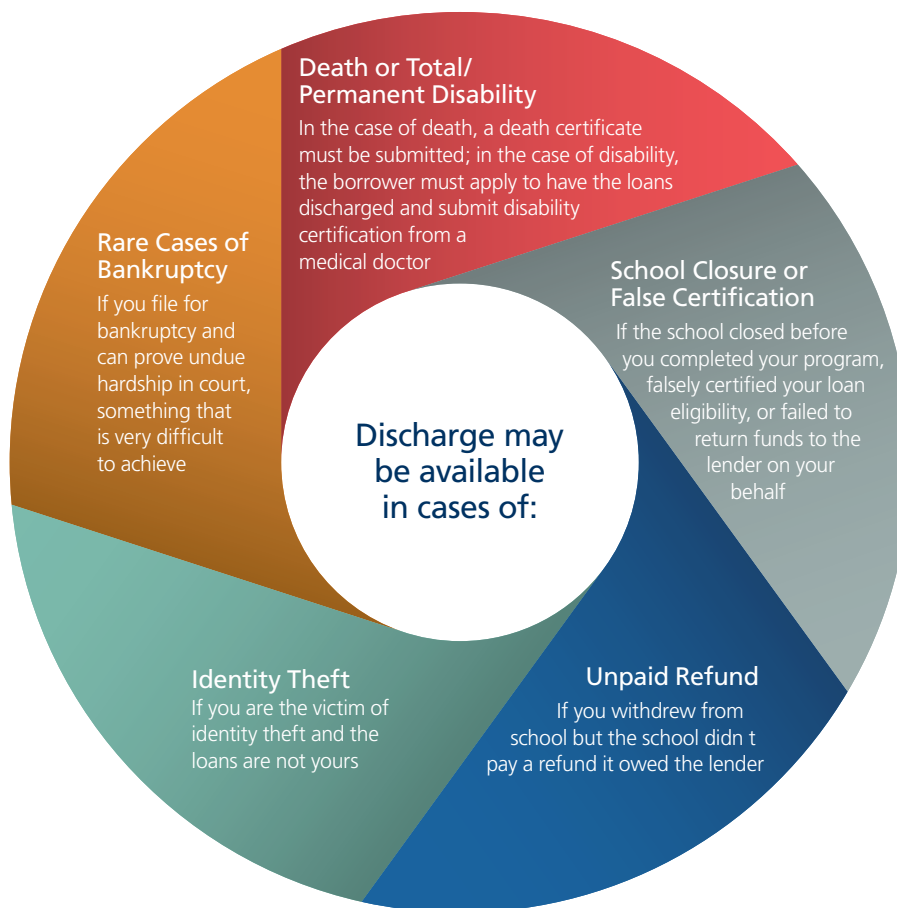 Death or Total/
Permanent Disability
In the case of death, a death certificate
must be submitted; in the case of disability,
the borrower must apply to have the loans
discharged and submit disability
certification from a
medical doctor
School Closure or
False Certification
If the school closed before
you completed your program,
falsely certified your loan
eligibility, or failed to
return funds to the
lender on your
behalf
Unpaid Refund
If you withdrew from
school but the school didn t
pay a refund it owed the lender
Identity Theft
If you are the victim of
identity theft and the
loans are not yours
Rare Cases of
Bankruptcy
If you file for
bankruptcy and
can prove undue
hardship in court,
something that
is very difficult
to achieve
Discharge may
be available
in cases of: